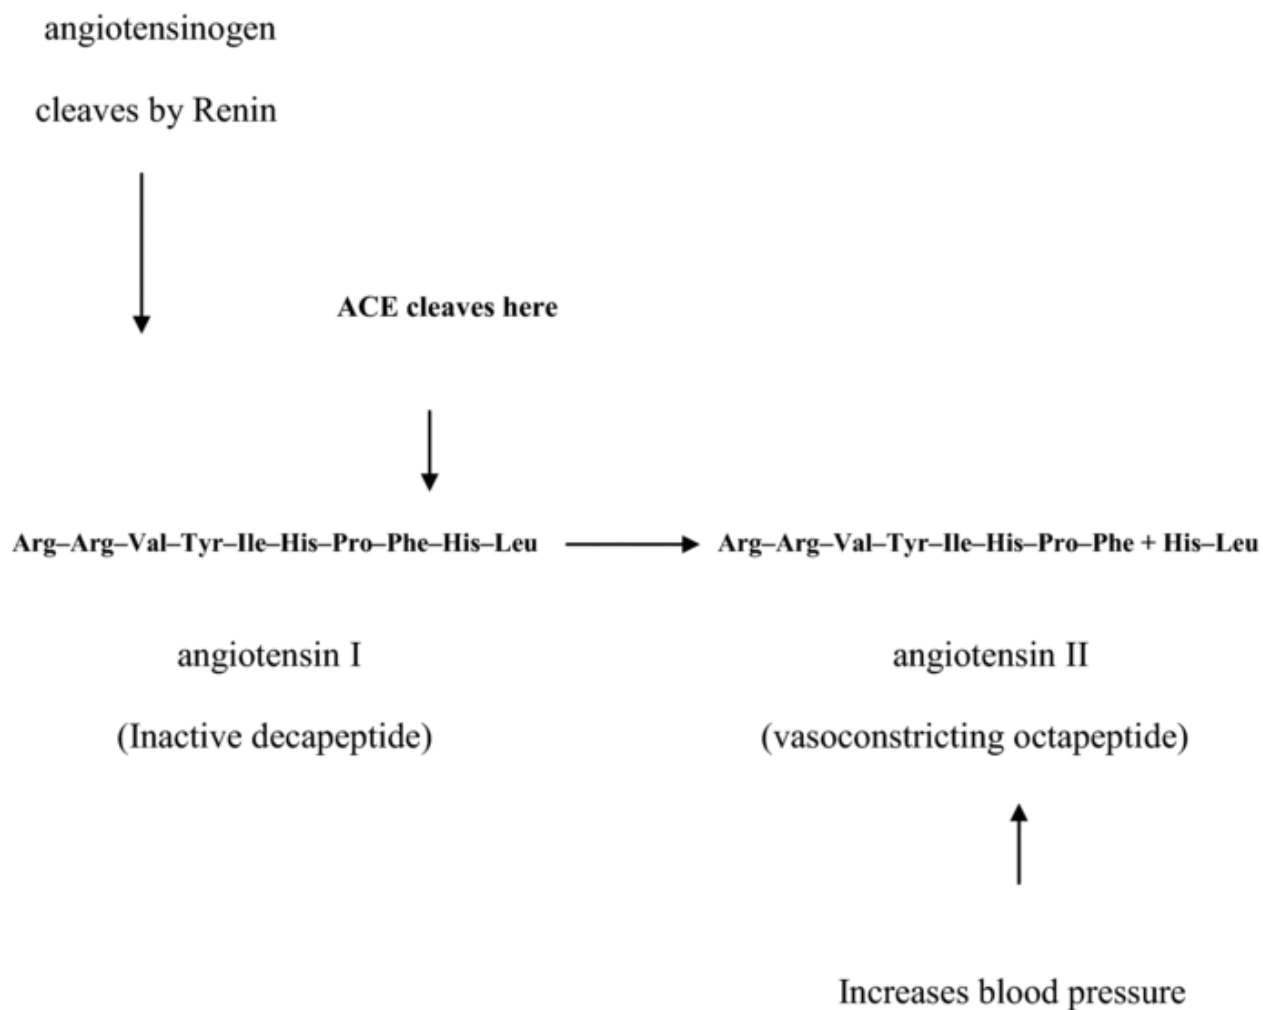 angiotensinogen
cleaves by Renin
ACE cleaves here
Arg–Arg–Val–Tyr–Ile–His–Pro–Phe–His–Leu
Arg–Arg–Val–Tyr–Ile–His–Pro–Phe + His–Leu
angiotensin I
(Inactive decapeptide)
angiotensin II
(vasoconstricting octapeptide)
Increases blood pressure